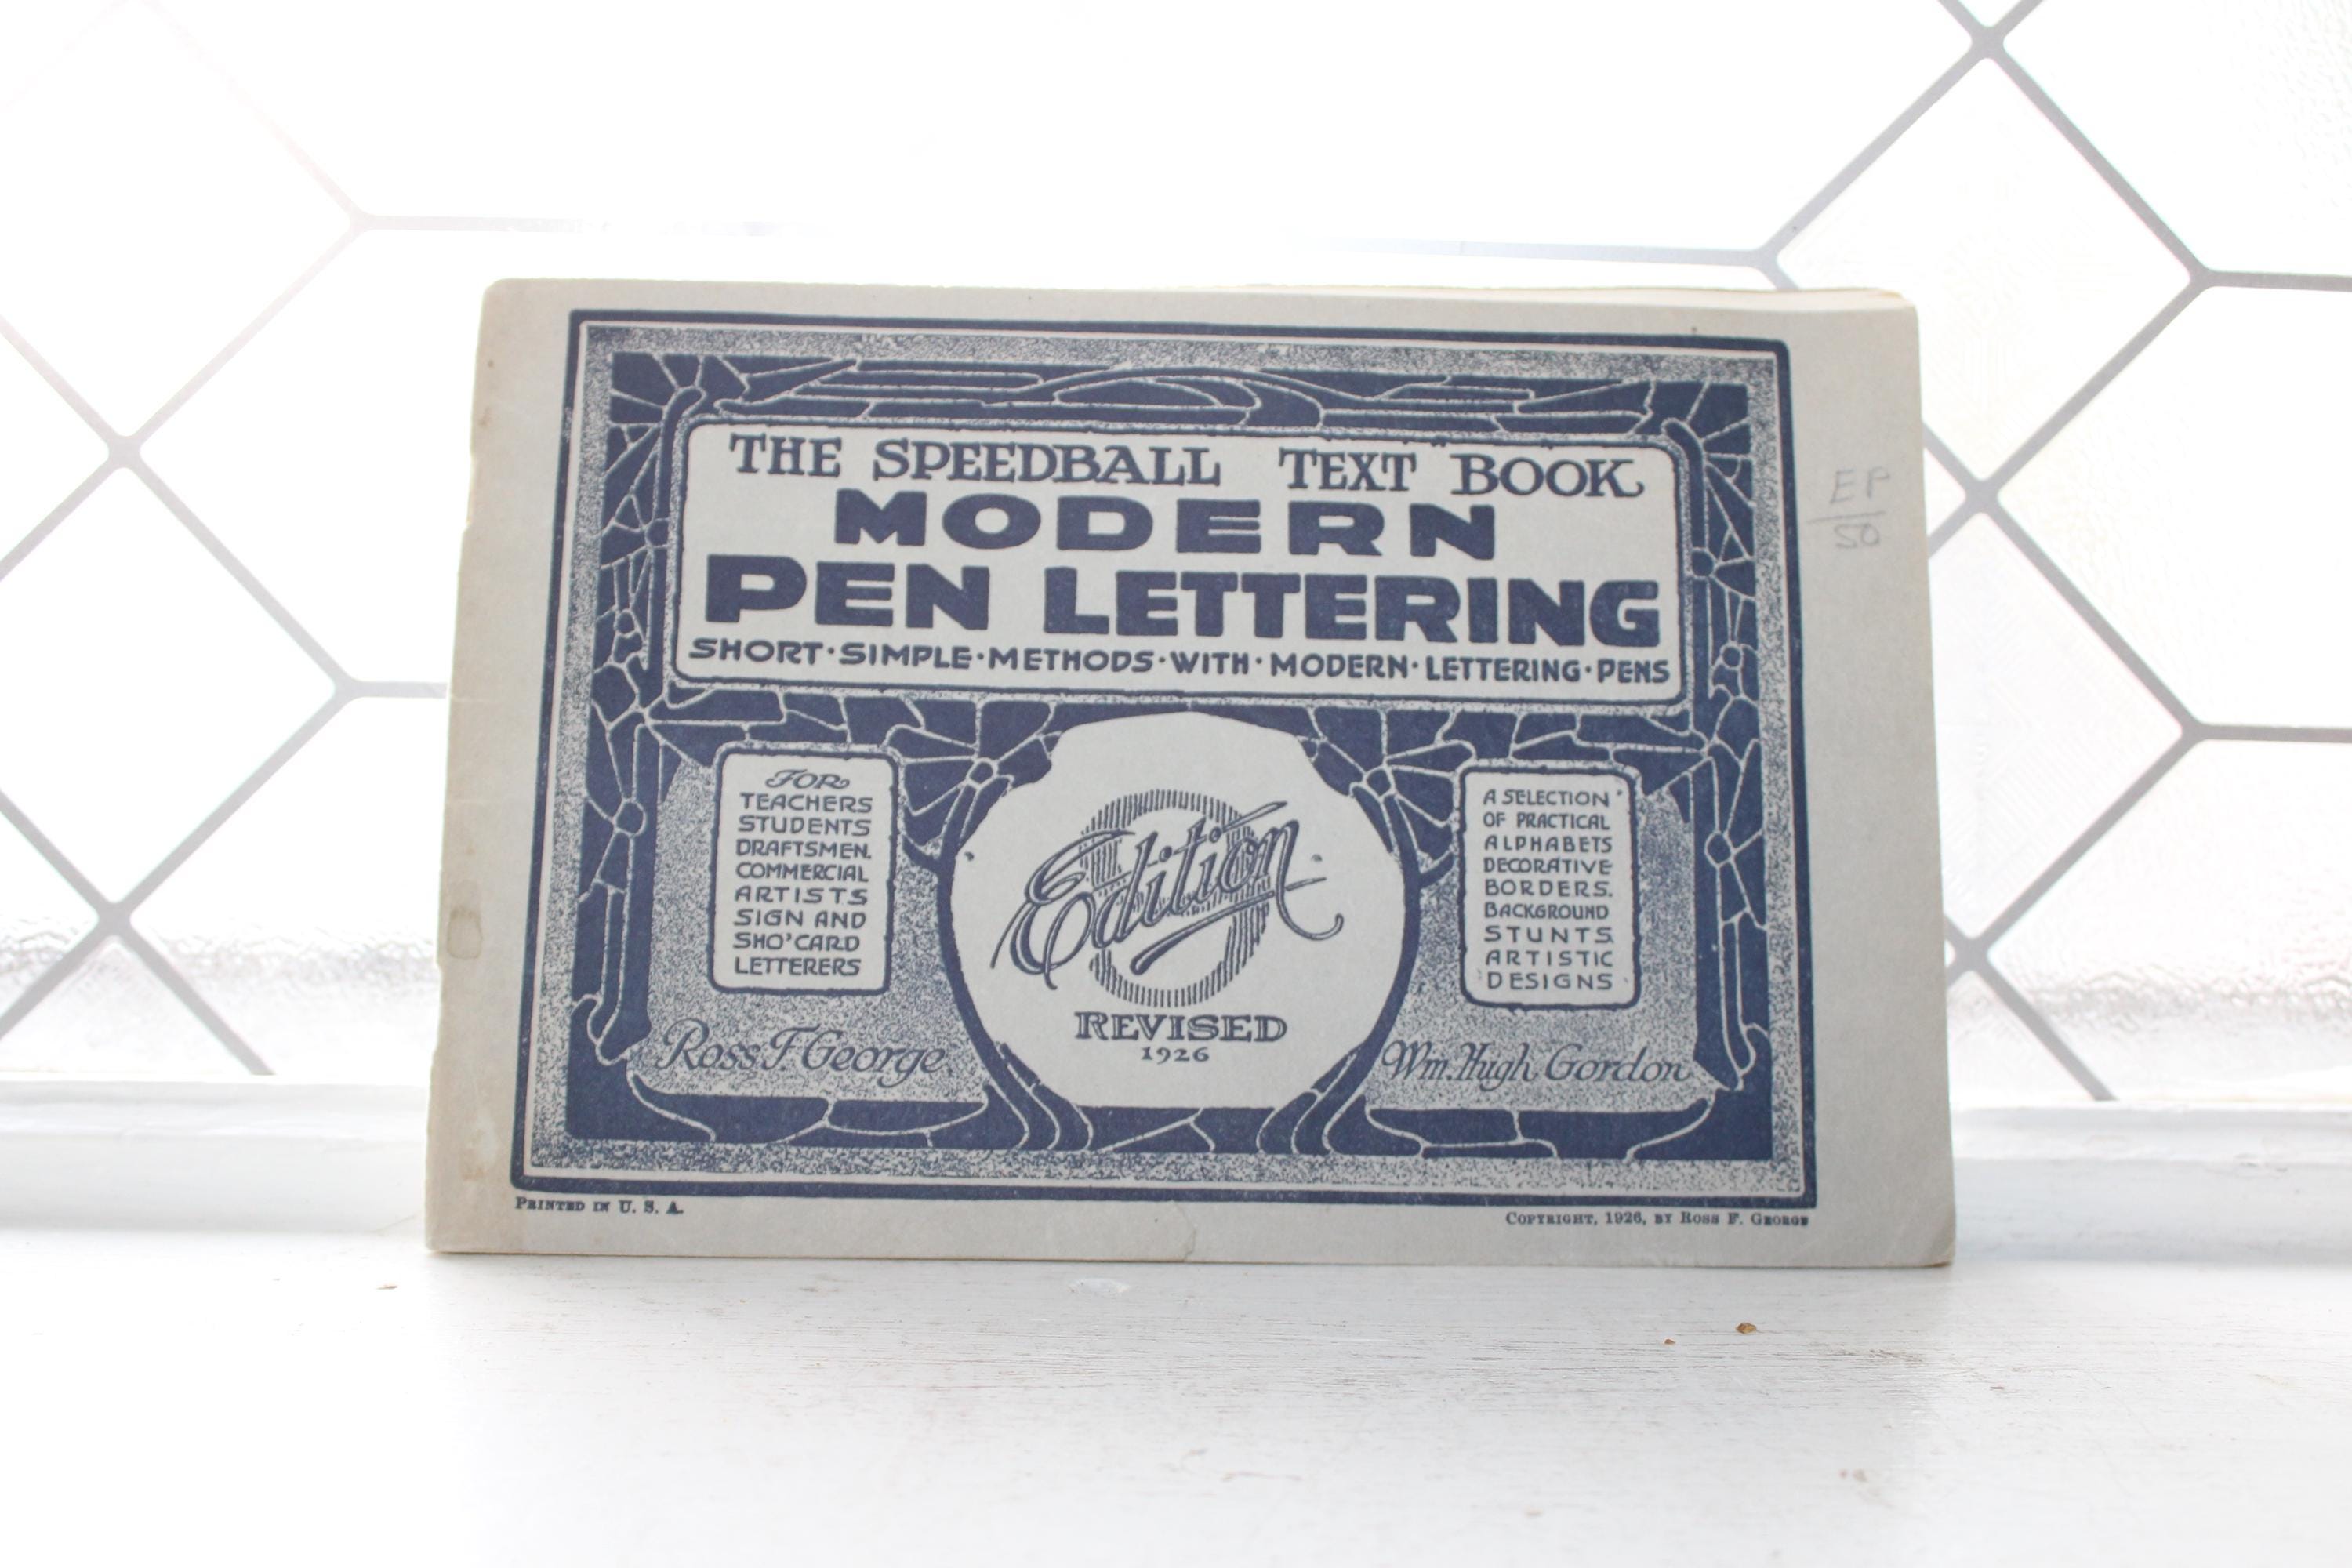 THE SPEEDBALL TEXT BOOK
MODERN
PEN LETTERING
SHORT·SIMPLE·METHODS·WITH·MODERN·LETTERING·PENS
FOR
TEACHERS
STUDENTS
DRAFTSMEN.
COMMERCIAL
ARTISTS
SIGN AND
SHO'CARD
LETTERERS
9
Edition
REVISED
1926
A SELECTION
OF PRACTICAL
ALPHABETS
DECORATIVE
BORDERS.
BACKGROUND
STUNTS.
ARTISTIC
DESIGNS
Ross F. George.
Wm. Hugh Gordon
PRINTED IN U. S. A.
COPYRIGHT, 1926, BY ROSS F. GEORGE
EP
50